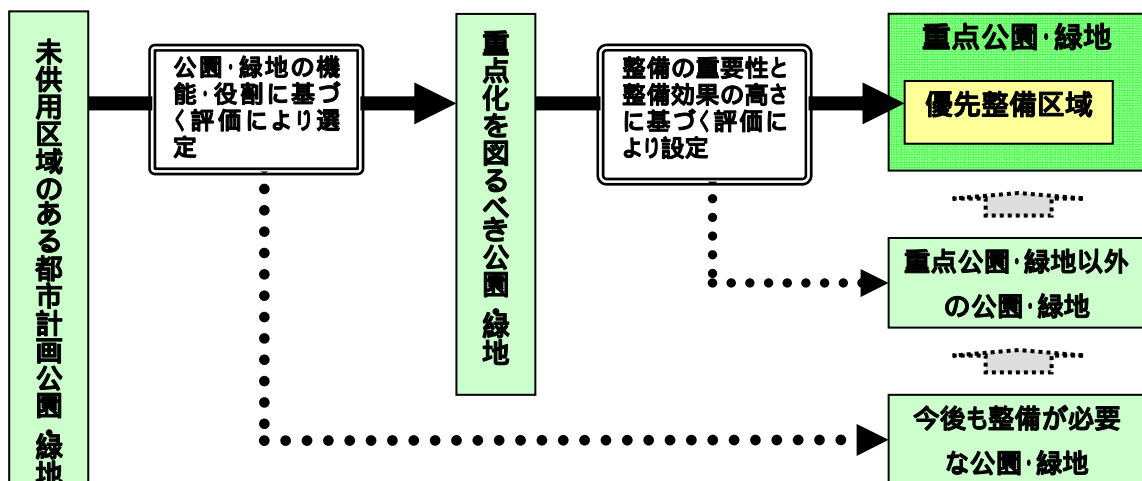 未供用区域のある都市計画公園・緑地
公園・緑地の機
能・役割に基づ
く評価により選
定
重点化を図るべき公園・緑地
整備の重要性と
整備効果の高さ
に基づく評価に
より設定
重点公園・緑地
優先整備区域
重点公園・緑地以外
の公園・緑地
今後も整備が必要
な公園・緑地